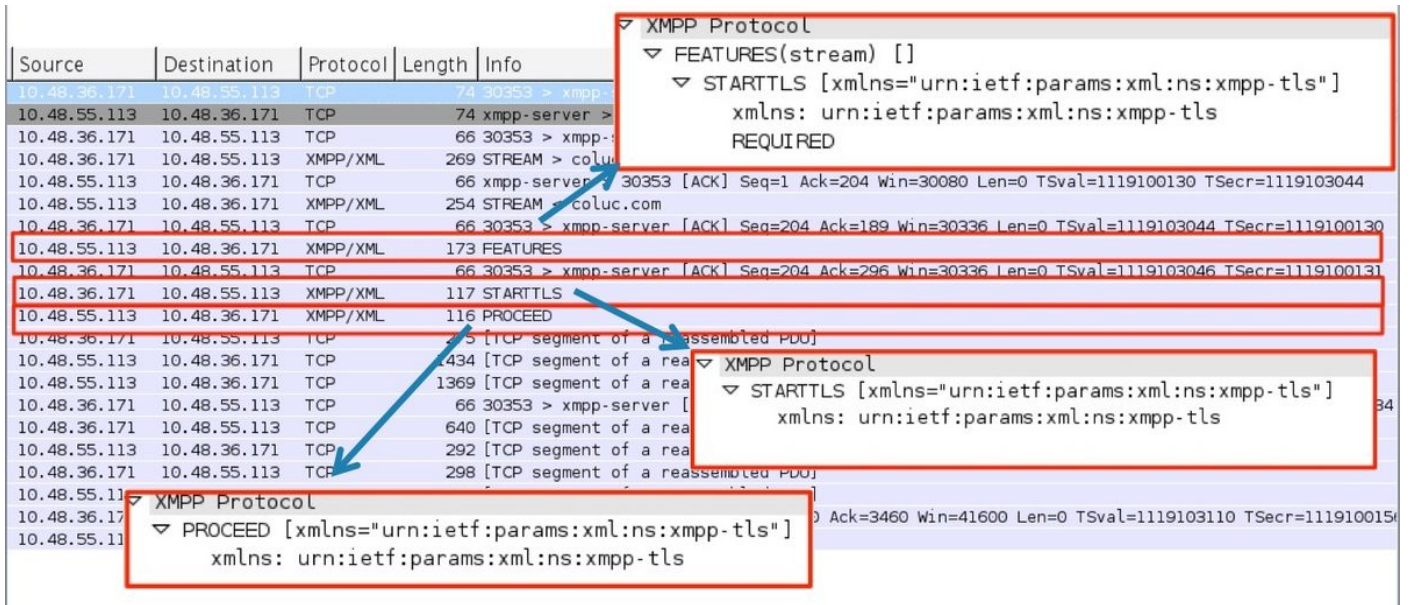 Source Destination Protocol Length Info
10.48.36.171 10.48.55.113 TCP 74 30353 > xmpp-
10.48.55.113 10.48.36.171 TCP 74 xmpp-server >
10.48.36.171 10.48.55.113 TCP 66 30353 > xmpp-
10.48.36.171 10.48.55.113 XMPP/XML 269 STREAM >
10.48.55.113 10.48.36.171 TCP 66 xmpp-server > 30353 [ACK] Seq=1 Ack=204 Win=30080 Len=0 TSval=1119100130 TSecr=1119103044
10.48.55.113 10.48.36.171 XMPP/XML 254 STREAM < coluc.com
10.48.36.171 10.48.55.113 TCP 66 30353 > xmpp-server [ACK] Seq=204 Ack=189 Win=30336 Len=0 TSval=1119103044 TSecr=1119100130
10.48.55.113 10.48.36.171 XMPP/XML 173 FEATURES
10.48.36.171 10.48.55.113 TCP 66 30353 > xmpp-server [ACK] Seq=204 Ack=296 Win=30336 Len=0 TSval=1119103046 TSecr=1119100131
10.48.36.171 10.48.55.113 XMPP/XML 117 STARTTLS
10.48.55.113 10.48.36.171 XMPP/XML 116 PROCEED
10.48.36.171 10.48.55.113 TCP [TCP segment of a reassembled PDU]
10.48.55.113 10.48.36.171 TCP 1434 [TCP segment of a rea
10.48.55.113 10.48.36.171 TCP 1369 [TCP segment of a rea
10.48.36.171 10.48.55.113 TCP 66 30353 > xmpp-server [
10.48.36.171 10.48.55.113 TCP 640 [TCP segment of a rea
10.48.55.113 10.48.36.171 TCP 292 [TCP segment of a rea
10.48.36.171 10.48.55.113 TCP 298 [TCP segment of a reassembled PDU]
10.48.55.11
10.48.36.17 Ack=3460 Win=41600 Len=0 TSval=1119103110 TSecr=111910015
10.48.55.11
XMPP Protocol
FEATURES(stream) []
STARTTLS [xmlns="urn:ietf:params:xml:ns:xmpp-tls"]
xmlns: urn:ietf:params:xml:ns:xmpp-tls
REQUIRED
XMPP Protocol
STARTTLS [xmlns="urn:ietf:params:xml:ns:xmpp-tls"]
xmlns: urn:ietf:params:xml:ns:xmpp-tls
XMPP Protocol
PROCEED [xmlns="urn:ietf:params:xml:ns:xmpp-tls"]
xmlns: urn:ietf:params:xml:ns:xmpp-tls